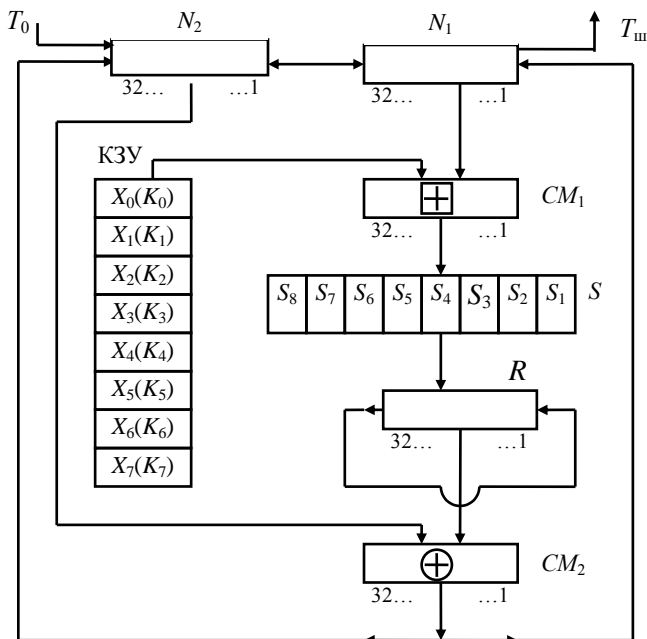 T₀ N₂ N₁ Tш
32… …1 32… …1
КЗУ
X₀(K₀) CM₁
X₁(K₁) 32… …1
X₂(K₂) S₈ S₇ S₆ S₅ S₄ S₃ S₂ S₁ S
X₃(K₃)
X₄(K₄) R
X₅(K₅)
X₆(K₆) 32… …1
X₇(K₇)
CM₂
32… …1